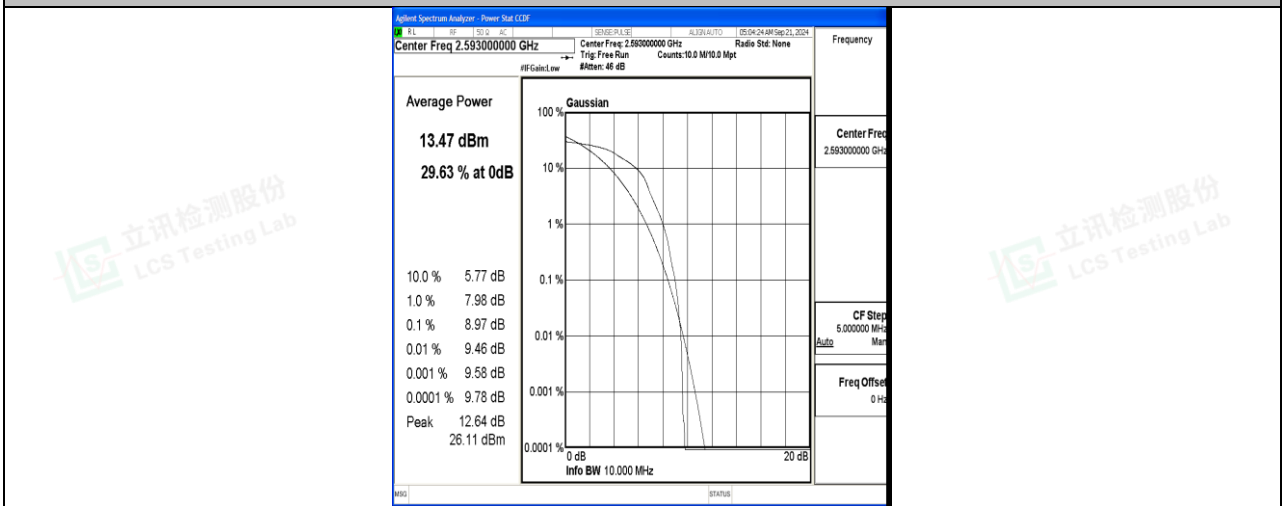 Agilent Spectrum Analyzer - Power Stat CCDF
RL RF 50 Ω AC SENSE:PULSE ALIGN AUTO 05:04:24 AM Sep 21, 2024
Center Freq 2.593000000 GHz
Center Freq: 2.593000000 GHz Radio Std: None
Trig: Free Run Counts:10.0 M/10.0 Mpt
#IFGain:Low #Atten: 46 dB
Frequency
Average Power
13.47 dBm
29.63 % at 0dB
10.0 % 5.77 dB
1.0 % 7.98 dB
0.1 % 8.97 dB
0.01 % 9.46 dB
0.001 % 9.58 dB
0.0001 % 9.78 dB
Peak 12.64 dB
26.11 dBm
Gaussian
100 %
10 %
1 %
0.1 %
0.01 %
0.001 %
0.0001 %
0 dB 20 dB
Info BW 10.000 MHz
Center Freq
2.593000000 GHz
CF Step
5.000000 MHz
Auto Man
Freq Offset
0 Hz
MSG STATUS
立讯检测股份
LCS Testing Lab
立讯检测股份
LCS Testing Lab